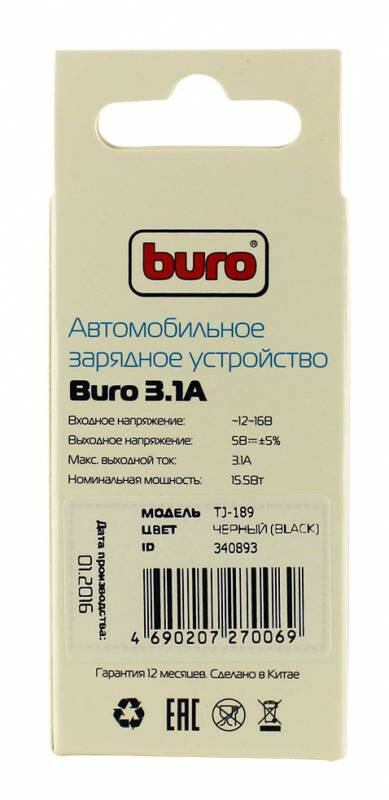 buro®
Автомобильное
зарядное устройство
Buro 3.1A
Входное напряжение: ~12~16В
Выходное напряжение: 5В⎓±5%
Макс. выходной ток: 3.1А
Номинальная мощность: 15.5Вт
Дата производства:
01.2016
МОДЕЛЬ TJ-189
ЦВЕТ ЧЕРНЫЙ (BLACK)
ID 340893
4 690207 270069
Гарантия 12 месяцев. Сделано в Китае
EAC